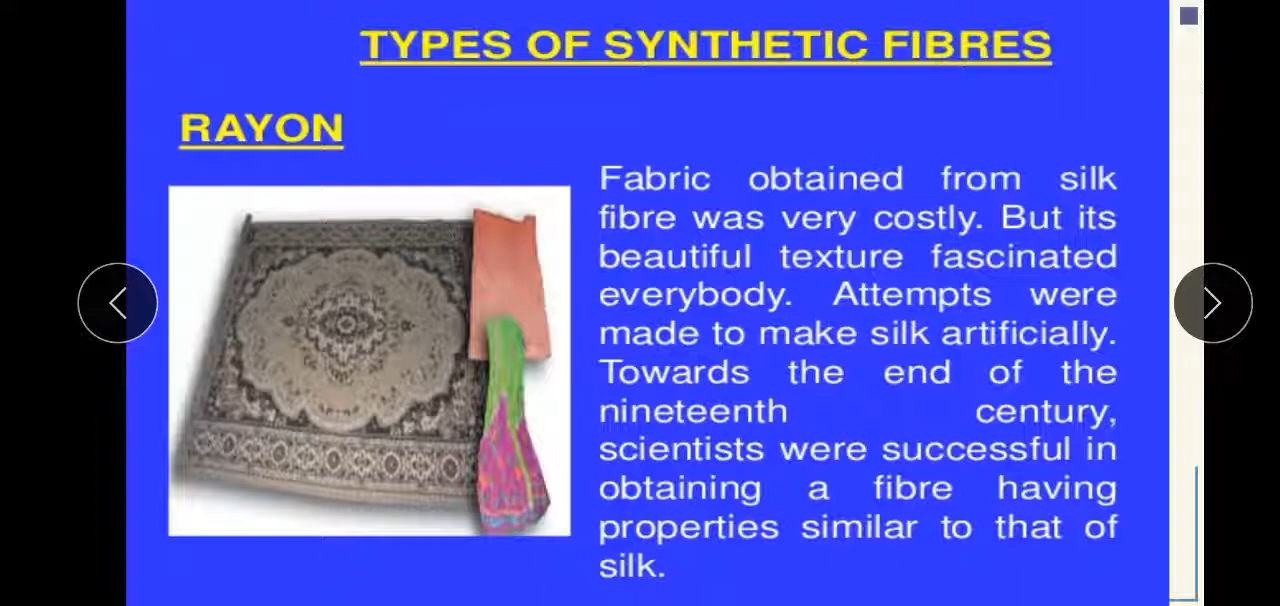 TYPES OF SYNTHETIC FIBRES
RAYON
Fabric obtained from silk
fibre was very costly. But its
beautiful texture fascinated
everybody. Attempts were
made to make silk artificially.
Towards the end of the
nineteenth century,
scientists were successful in
obtaining a fibre having
properties similar to that of
silk.